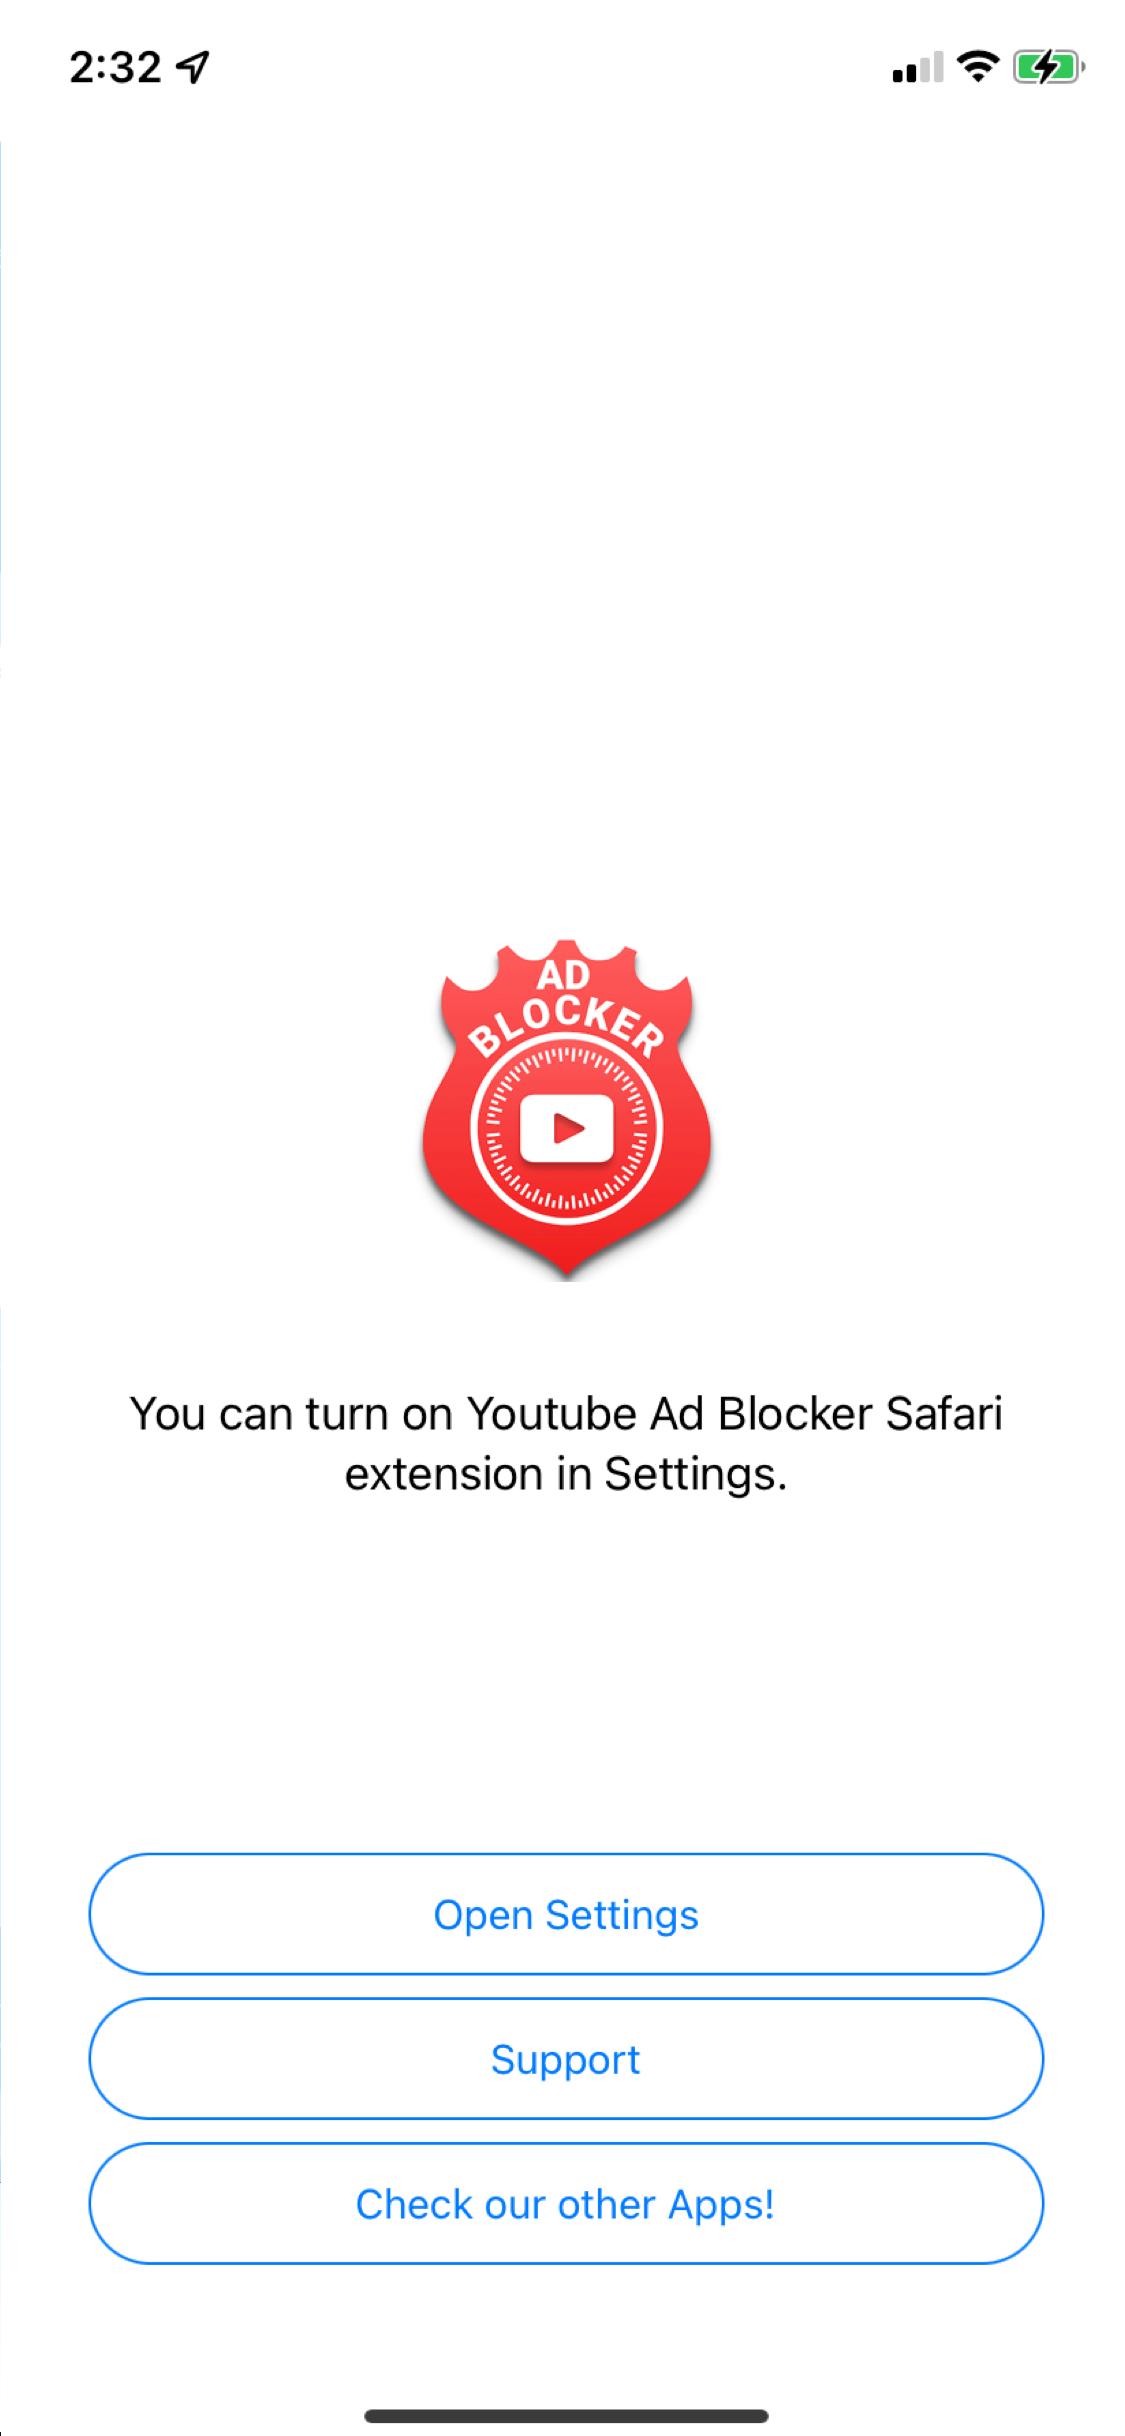 2:32
AD
BLOCKER
You can turn on Youtube Ad Blocker Safari
extension in Settings.
Open Settings
Support
Check our other Apps!